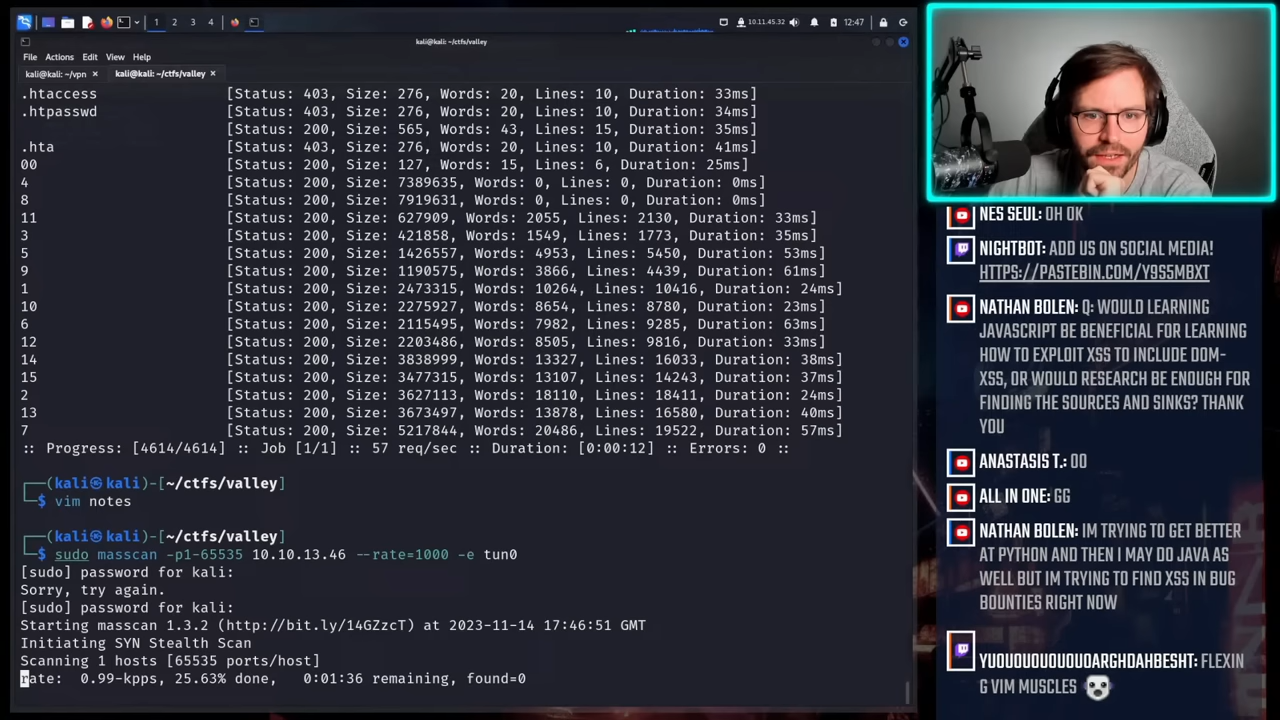 1 2 3 4
10.11.45.32
12:47
kali@kali: ~/ctfs/valley
File Actions Edit View Help
kali@kali: ~/vpn × kali@kali: ~/ctfs/valley ×
.htaccess [Status: 403, Size: 276, Words: 20, Lines: 10, Duration: 33ms]
.htpasswd [Status: 403, Size: 276, Words: 20, Lines: 10, Duration: 34ms]
[Status: 200, Size: 565, Words: 43, Lines: 15, Duration: 35ms]
.hta [Status: 403, Size: 276, Words: 20, Lines: 10, Duration: 41ms]
00 [Status: 200, Size: 127, Words: 15, Lines: 6, Duration: 25ms]
4 [Status: 200, Size: 7389635, Words: 0, Lines: 0, Duration: 0ms]
8 [Status: 200, Size: 7919631, Words: 0, Lines: 0, Duration: 0ms]
11 [Status: 200, Size: 627909, Words: 2055, Lines: 2130, Duration: 33ms]
3 [Status: 200, Size: 421858, Words: 1549, Lines: 1773, Duration: 35ms]
5 [Status: 200, Size: 1426557, Words: 4953, Lines: 5450, Duration: 53ms]
9 [Status: 200, Size: 1190575, Words: 3866, Lines: 4439, Duration: 61ms]
1 [Status: 200, Size: 2473315, Words: 10264, Lines: 10416, Duration: 24ms]
10 [Status: 200, Size: 2275927, Words: 8654, Lines: 8780, Duration: 23ms]
6 [Status: 200, Size: 2115495, Words: 7982, Lines: 9285, Duration: 63ms]
12 [Status: 200, Size: 2203486, Words: 8505, Lines: 9816, Duration: 33ms]
14 [Status: 200, Size: 3838999, Words: 13327, Lines: 16033, Duration: 38ms]
15 [Status: 200, Size: 3477315, Words: 13107, Lines: 14243, Duration: 37ms]
2 [Status: 200, Size: 3627113, Words: 18110, Lines: 18411, Duration: 24ms]
13 [Status: 200, Size: 3673497, Words: 13878, Lines: 16580, Duration: 40ms]
7 [Status: 200, Size: 5217844, Words: 20486, Lines: 19522, Duration: 57ms]
:: Progress: [4614/4614] :: Job [1/1] :: 57 req/sec :: Duration: [0:00:12] :: Errors: 0 ::
┌──(kali㉿kali)-[~/ctfs/valley]
└─$ vim notes
┌──(kali㉿kali)-[~/ctfs/valley]
└─$ sudo masscan -p1-65535 10.10.13.46 --rate=1000 -e tun0
[sudo] password for kali:
Sorry, try again.
[sudo] password for kali:
Starting masscan 1.3.2 (http://bit.ly/14GZzcT) at 2023-11-14 17:46:51 GMT
Initiating SYN Stealth Scan
Scanning 1 hosts [65535 ports/host]
rate: 0.99-kpps, 25.63% done, 0:01:36 remaining, found=0
NES SEUL: OH OK
NIGHTBOT: ADD US ON SOCIAL MEDIA!
HTTPS://PASTEBIN.COM/Y9S5MBXT
NATHAN BOLEN: Q: WOULD LEARNING
JAVASCRIPT BE BENEFICIAL FOR LEARNING
HOW TO EXPLOIT XSS TO INCLUDE DOM-
XSS, OR WOULD RESEARCH BE ENOUGH FOR
FINDING THE SOURCES AND SINKS? THANK
YOU
ANASTASIS T.: OO
ALL IN ONE: GG
NATHAN BOLEN: IM TRYING TO GET BETTER
AT PYTHON AND THEN I MAY DO JAVA AS
WELL BUT IM TRYING TO FIND XSS IN BUG
BOUNTIES RIGHT NOW
YUOUOUOUOUOUOARGHDAHBESHT: FLEXIN
G VIM MUSCLES